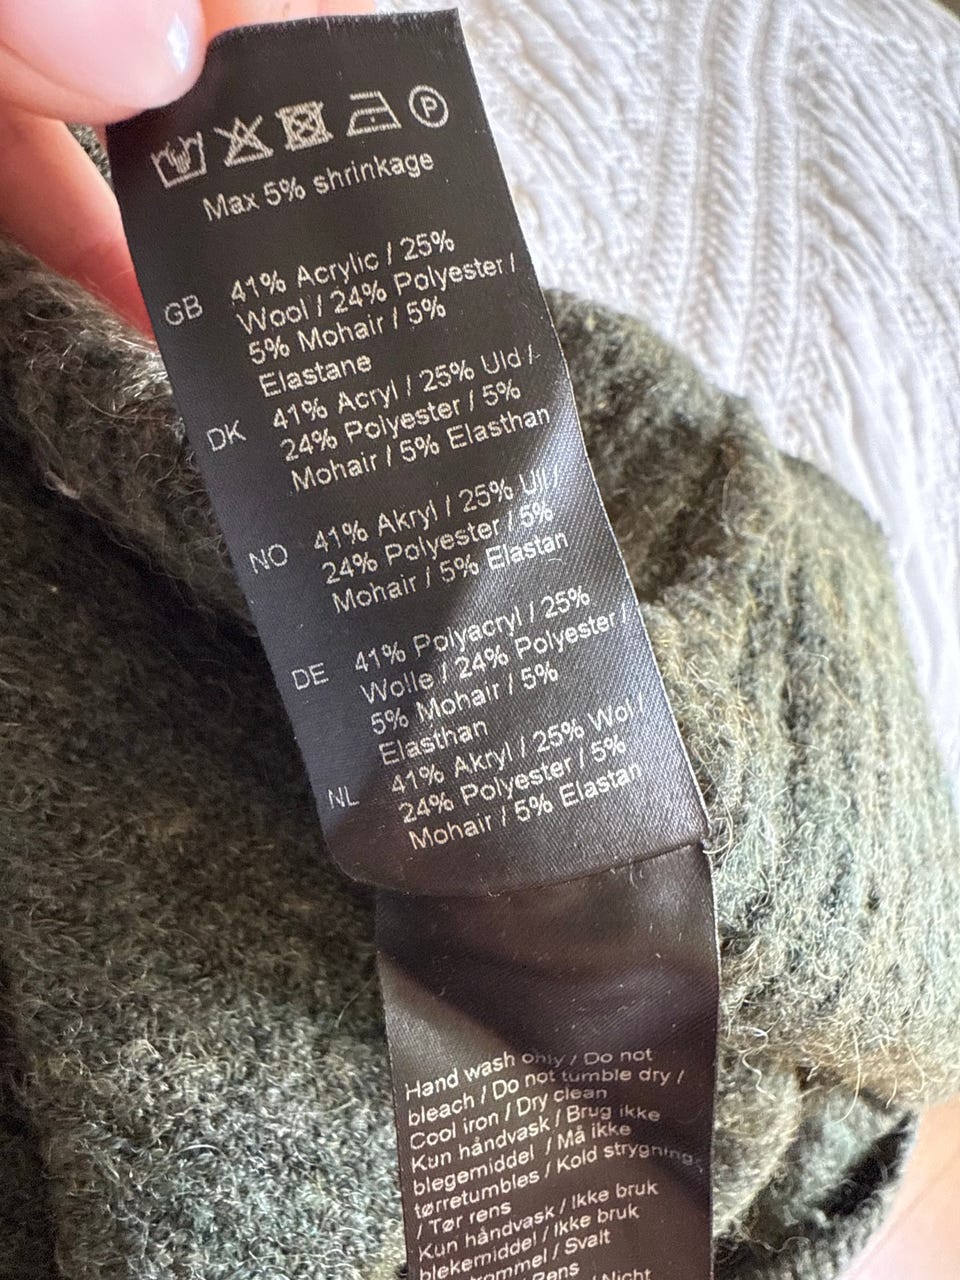 P
Max 5% shrinkage
GB
41% Acrylic / 25%
Wool / 24% Polyester /
5% Mohair / 5%
Elastane
DK
41% Acryl / 25% Uld /
24% Polyester / 5%
Mohair / 5% Elasthan
NO
41% Akryl / 25% Ull /
24% Polyester / 5%
Mohair / 5% Elastan
DE
41% Polyacryl / 25%
Wolle / 24% Polyester /
5% Mohair / 5%
Elasthan
NL
41% Akryl / 25% Wol /
24% Polyester / 5%
Mohair / 5% Elastan
Hand wash only / Do not
bleach / Do not tumble dry /
Cool iron / Dry clean
Kun håndvask / Brug ikke
blegemiddel / Må ikke
tørretumbles / Kold strygning
/ Tør rens
Kun håndvask / Ikke bruk
blekemiddel / Ikke bruk
/ Svalt
/ Nicht